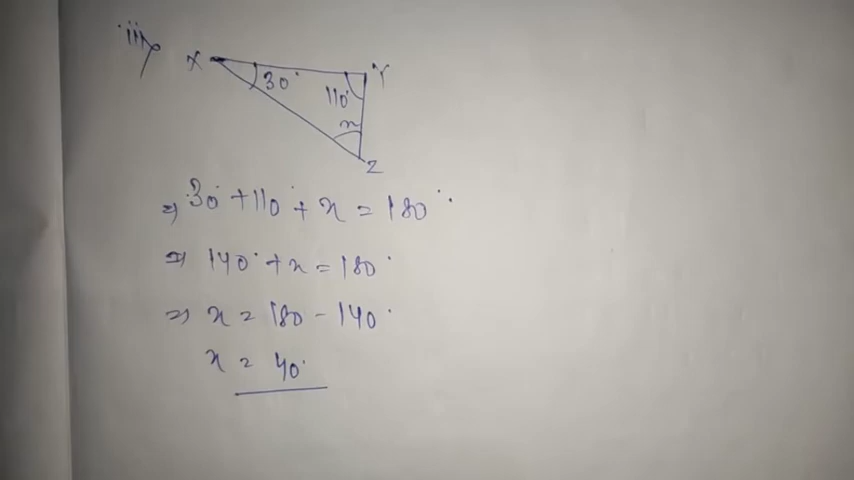 iii)
X
30°
Y
110°
x
Z
⇒ 30° + 110° + x = 180°
⇒ 140° + x = 180°
⇒ x = 180 - 140°
x = 40°